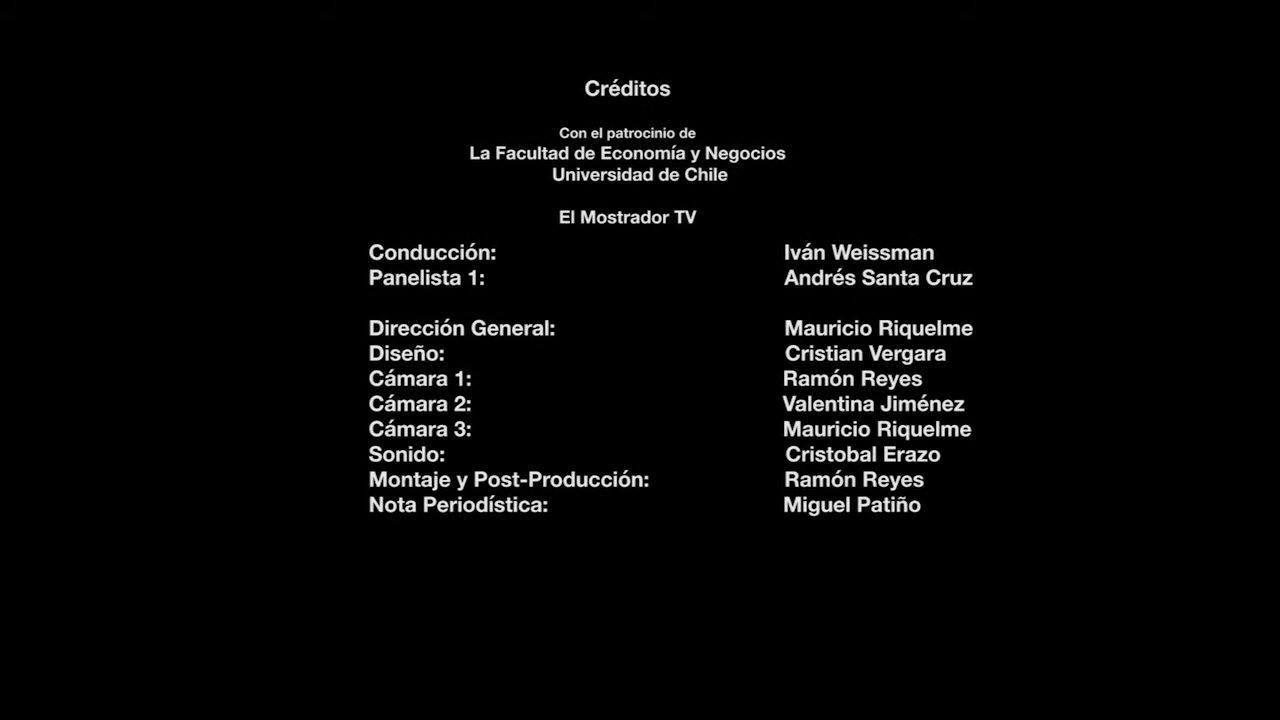 Créditos
Con el patrocinio de
La Facultad de Economía y Negocios
Universidad de Chile
El Mostrador TV
Conducción: Iván Weissman
Panelista 1: Andrés Santa Cruz
Dirección General: Mauricio Riquelme
Diseño: Cristian Vergara
Cámara 1: Ramón Reyes
Cámara 2: Valentina Jiménez
Cámara 3: Mauricio Riquelme
Sonido: Cristobal Erazo
Montaje y Post-Producción: Ramón Reyes
Nota Periodística: Miguel Patiño